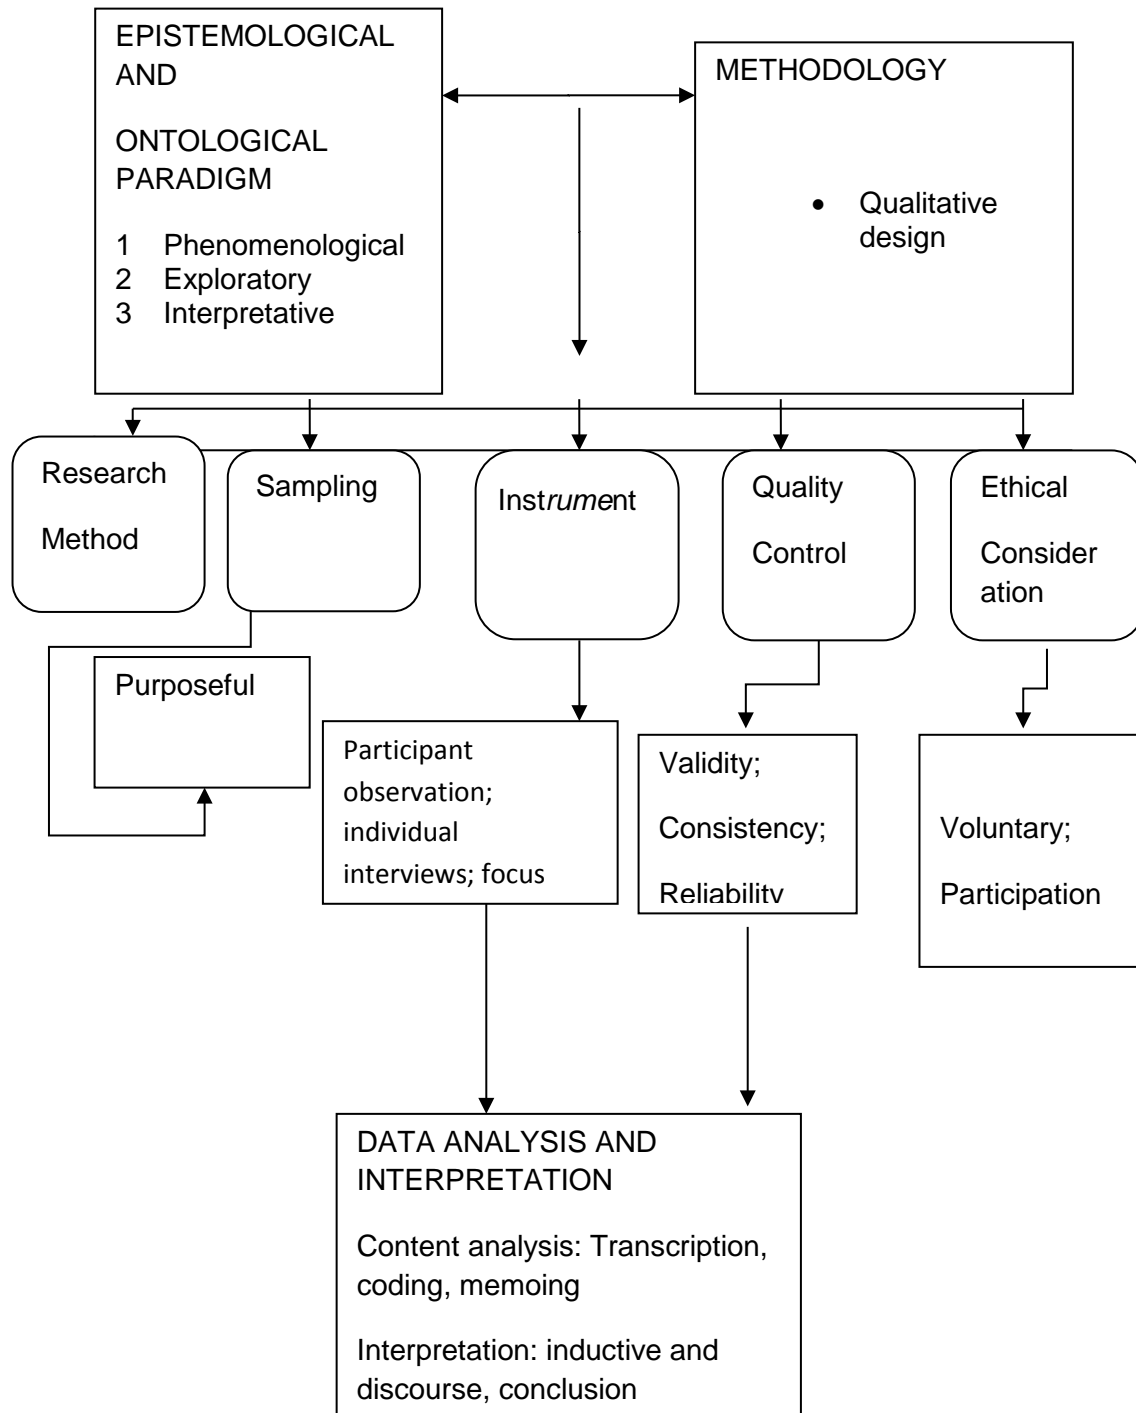 EPISTEMOLOGICAL
AND
ONTOLOGICAL
PARADIGM
1 Phenomenological
2 Exploratory
3 Interpretative
METHODOLOGY
• Qualitative
design
Research
Method
Sampling
Instrument
Quality
Control
Ethical
Consider
ation
Purposeful
Participant
observation;
individual
interviews; focus
Validity;
Consistency;
Reliability
Voluntary;
Participation
DATA ANALYSIS AND
INTERPRETATION
Content analysis: Transcription,
coding, memoing
Interpretation: inductive and
discourse, conclusion